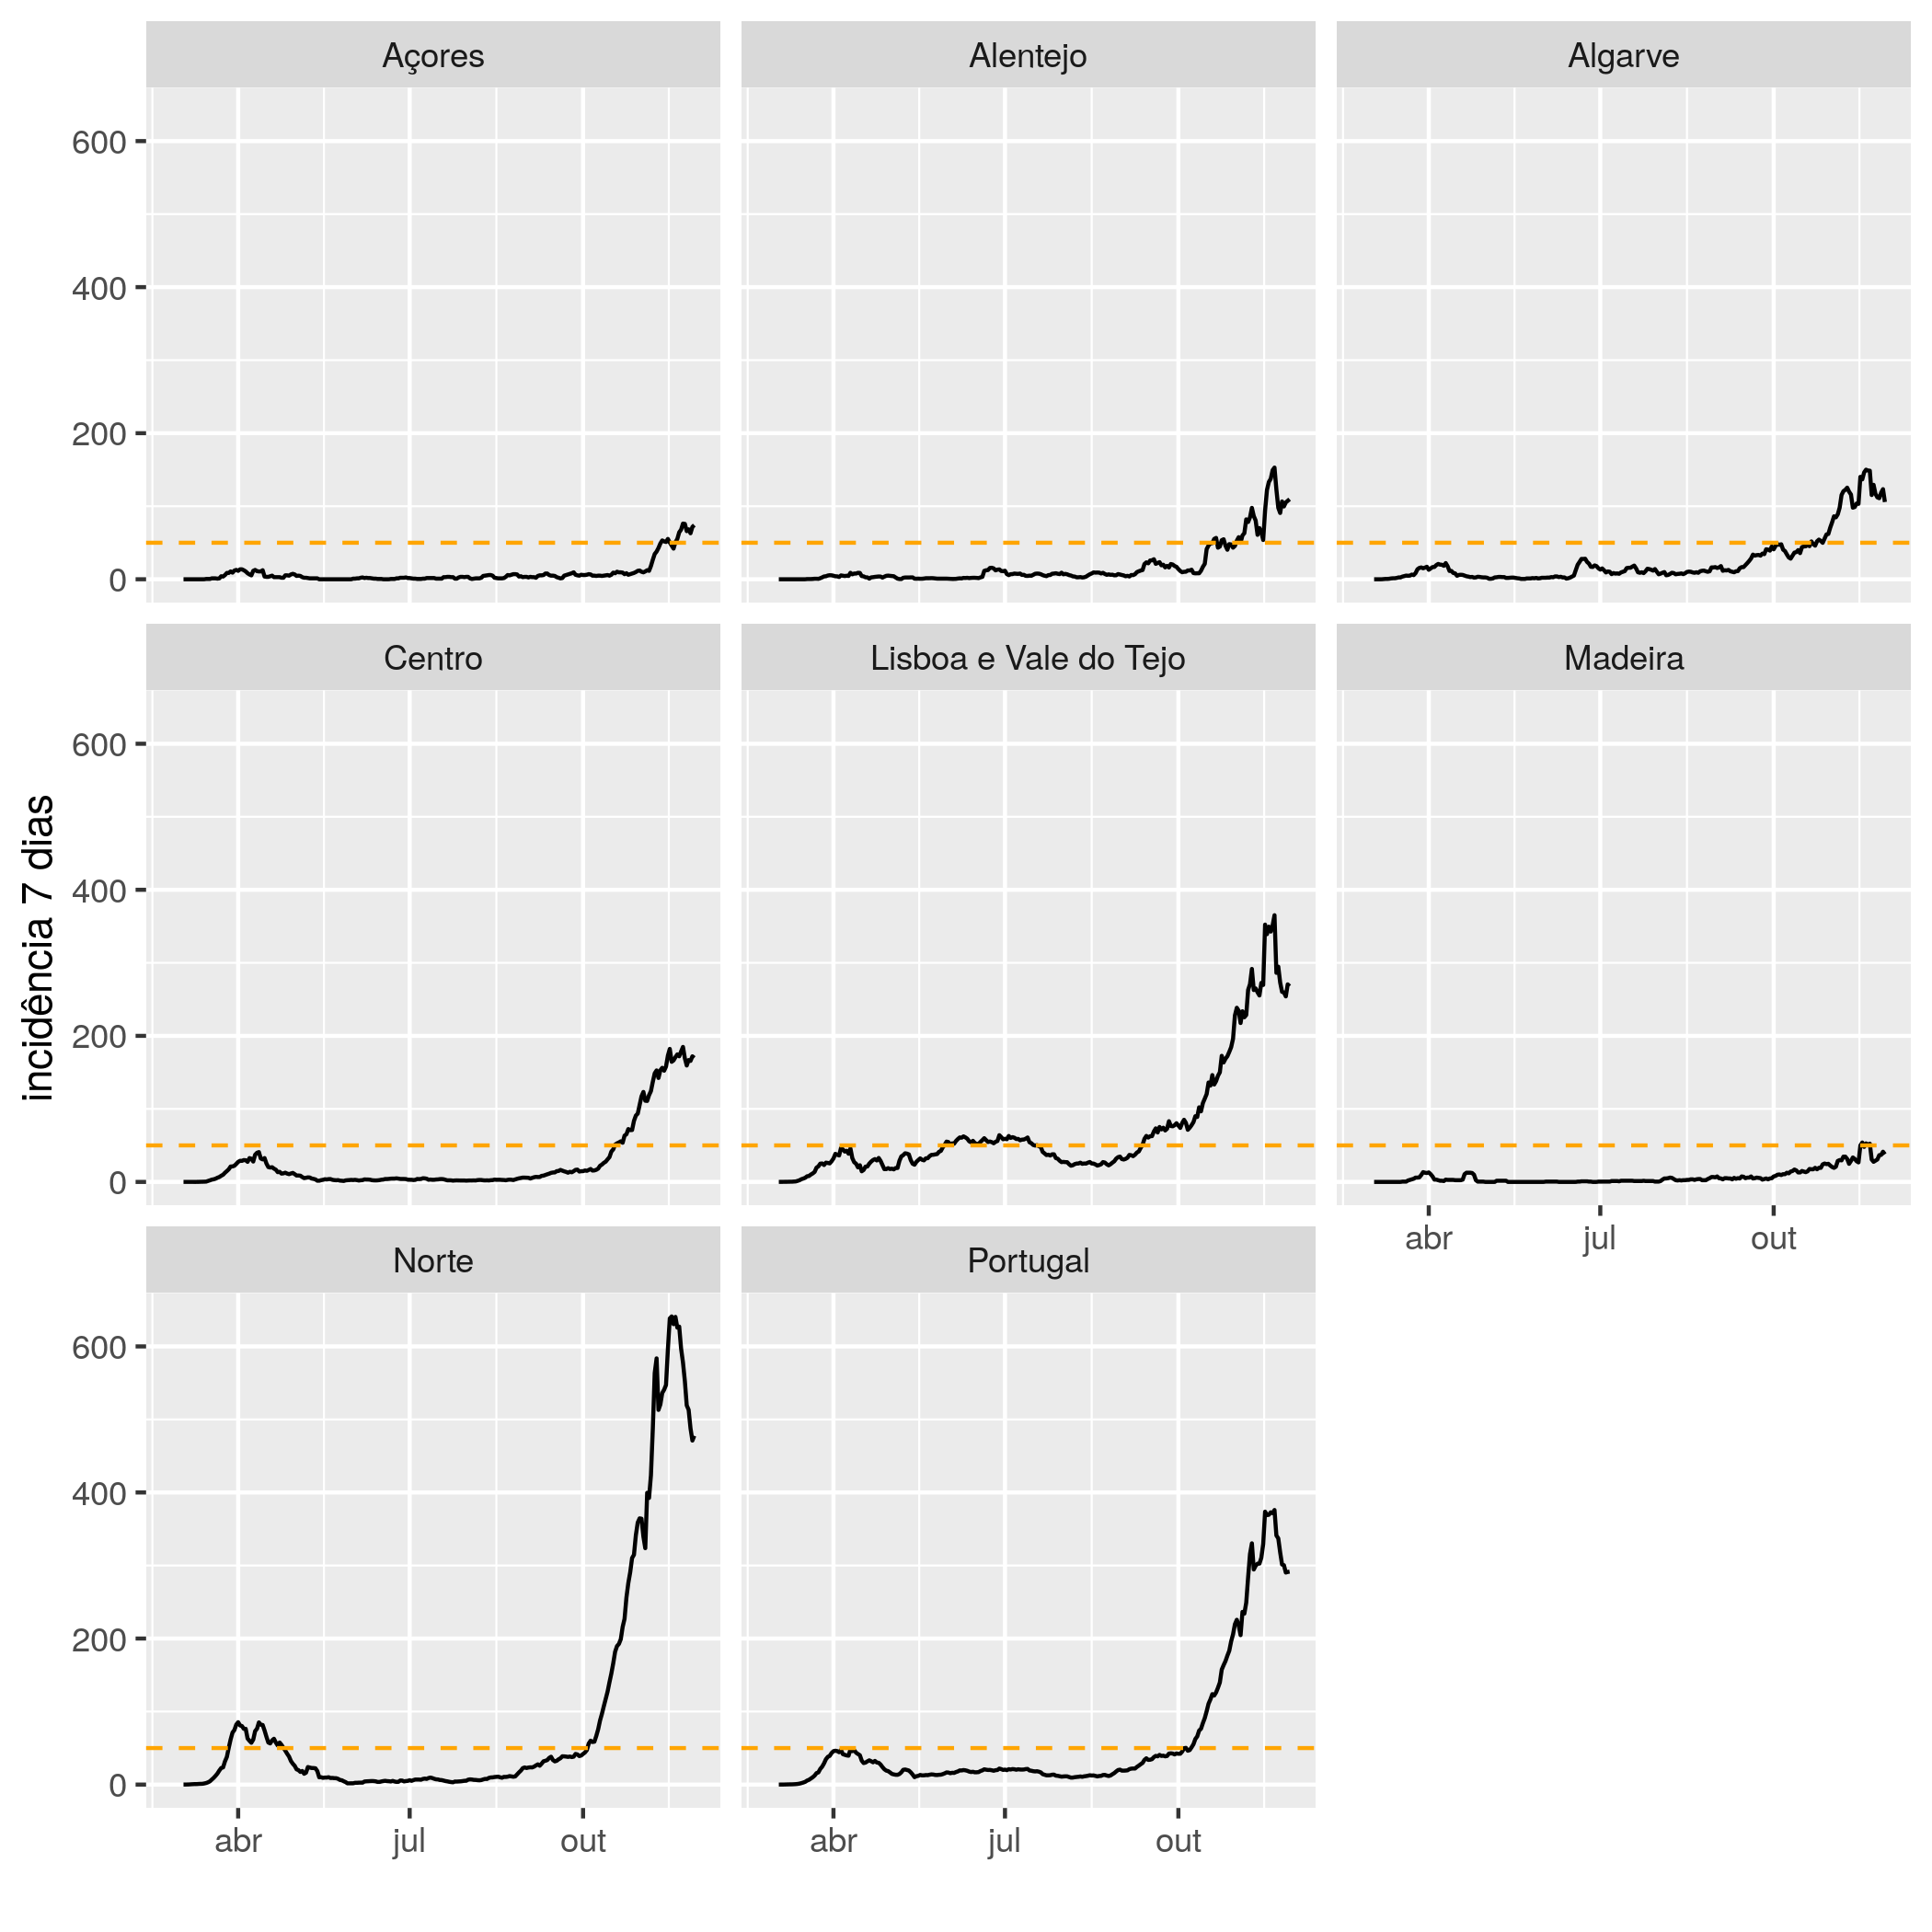 Açores
Alentejo
Algarve
600
400
200
0
Centro
Lisboa e Vale do Tejo
Madeira
600
400
200
0
incidência 7 dias
abr
jul
out
Norte
Portugal
600
400
200
0
abr
jul
out
abr
jul
out